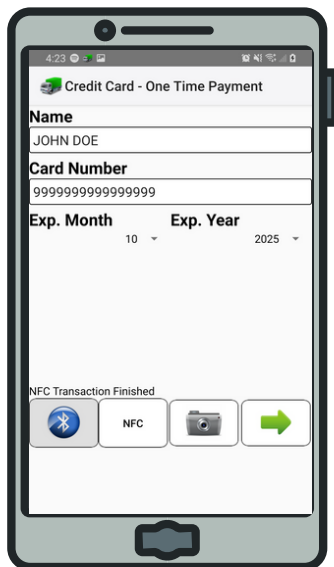 4:23
Credit Card - One Time Payment
Name
JOHN DOE
Card Number
9999999999999999
Exp. Month Exp. Year
10 2025
NFC Transaction Finished
NFC